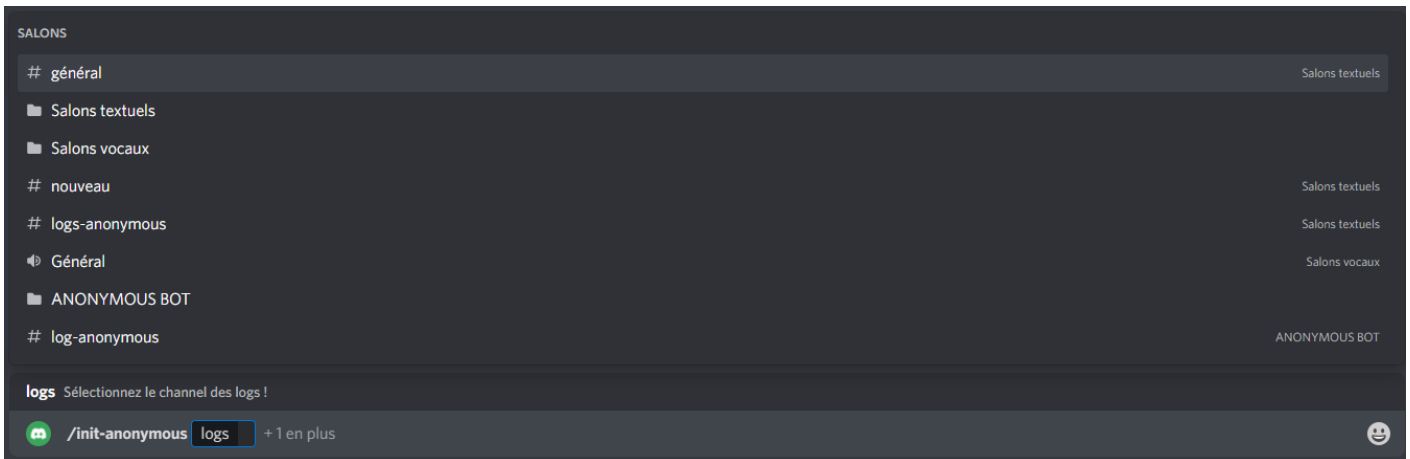 SALONS
# général Salons textuels
Salons textuels
Salons vocaux
# nouveau Salons textuels
# logs-anonymous Salons textuels
Général Salons vocaux
ANONYMOUS BOT
# log-anonymous ANONYMOUS BOT
logs Sélectionnez le channel des logs !
/init-anonymous logs +1 en plus